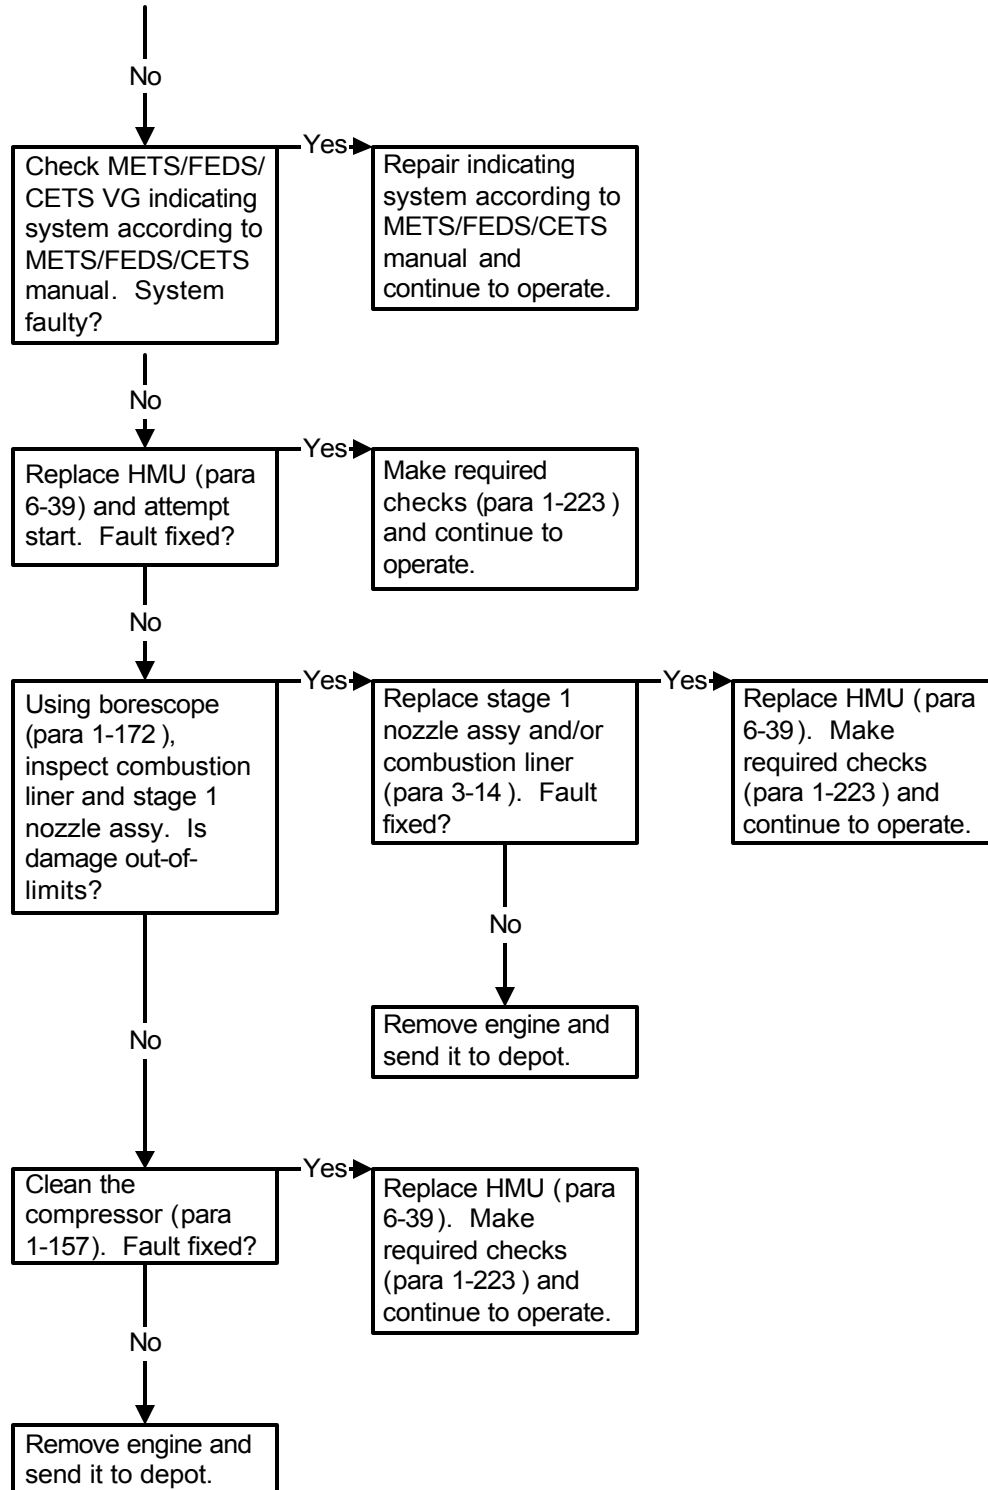 No
Check METS/FEDS/
CETS VG indicating
system according to
METS/FEDS/CETS
manual. System
faulty?
Yes
Repair indicating
system according to
METS/FEDS/CETS
manual and
continue to operate.
No
Replace HMU (para
6-39) and attempt
start. Fault fixed?
Yes
Make required
checks (para 1-223 )
and continue to
operate.
No
Using borescope
(para 1-172 ),
inspect combustion
liner and stage 1
nozzle assy. Is
damage out-of-
limits?
Yes
Replace stage 1
nozzle assy and/or
combustion liner
(para 3-14 ). Fault
fixed?
Yes
Replace HMU (para
6-39). Make
required checks
(para 1-223 ) and
continue to operate.
No
Remove engine and
send it to depot.
No
Clean the
compressor (para
1-157). Fault fixed?
Yes
Replace HMU (para
6-39). Make
required checks
(para 1-223 ) and
continue to operate.
No
Remove engine and
send it to depot.